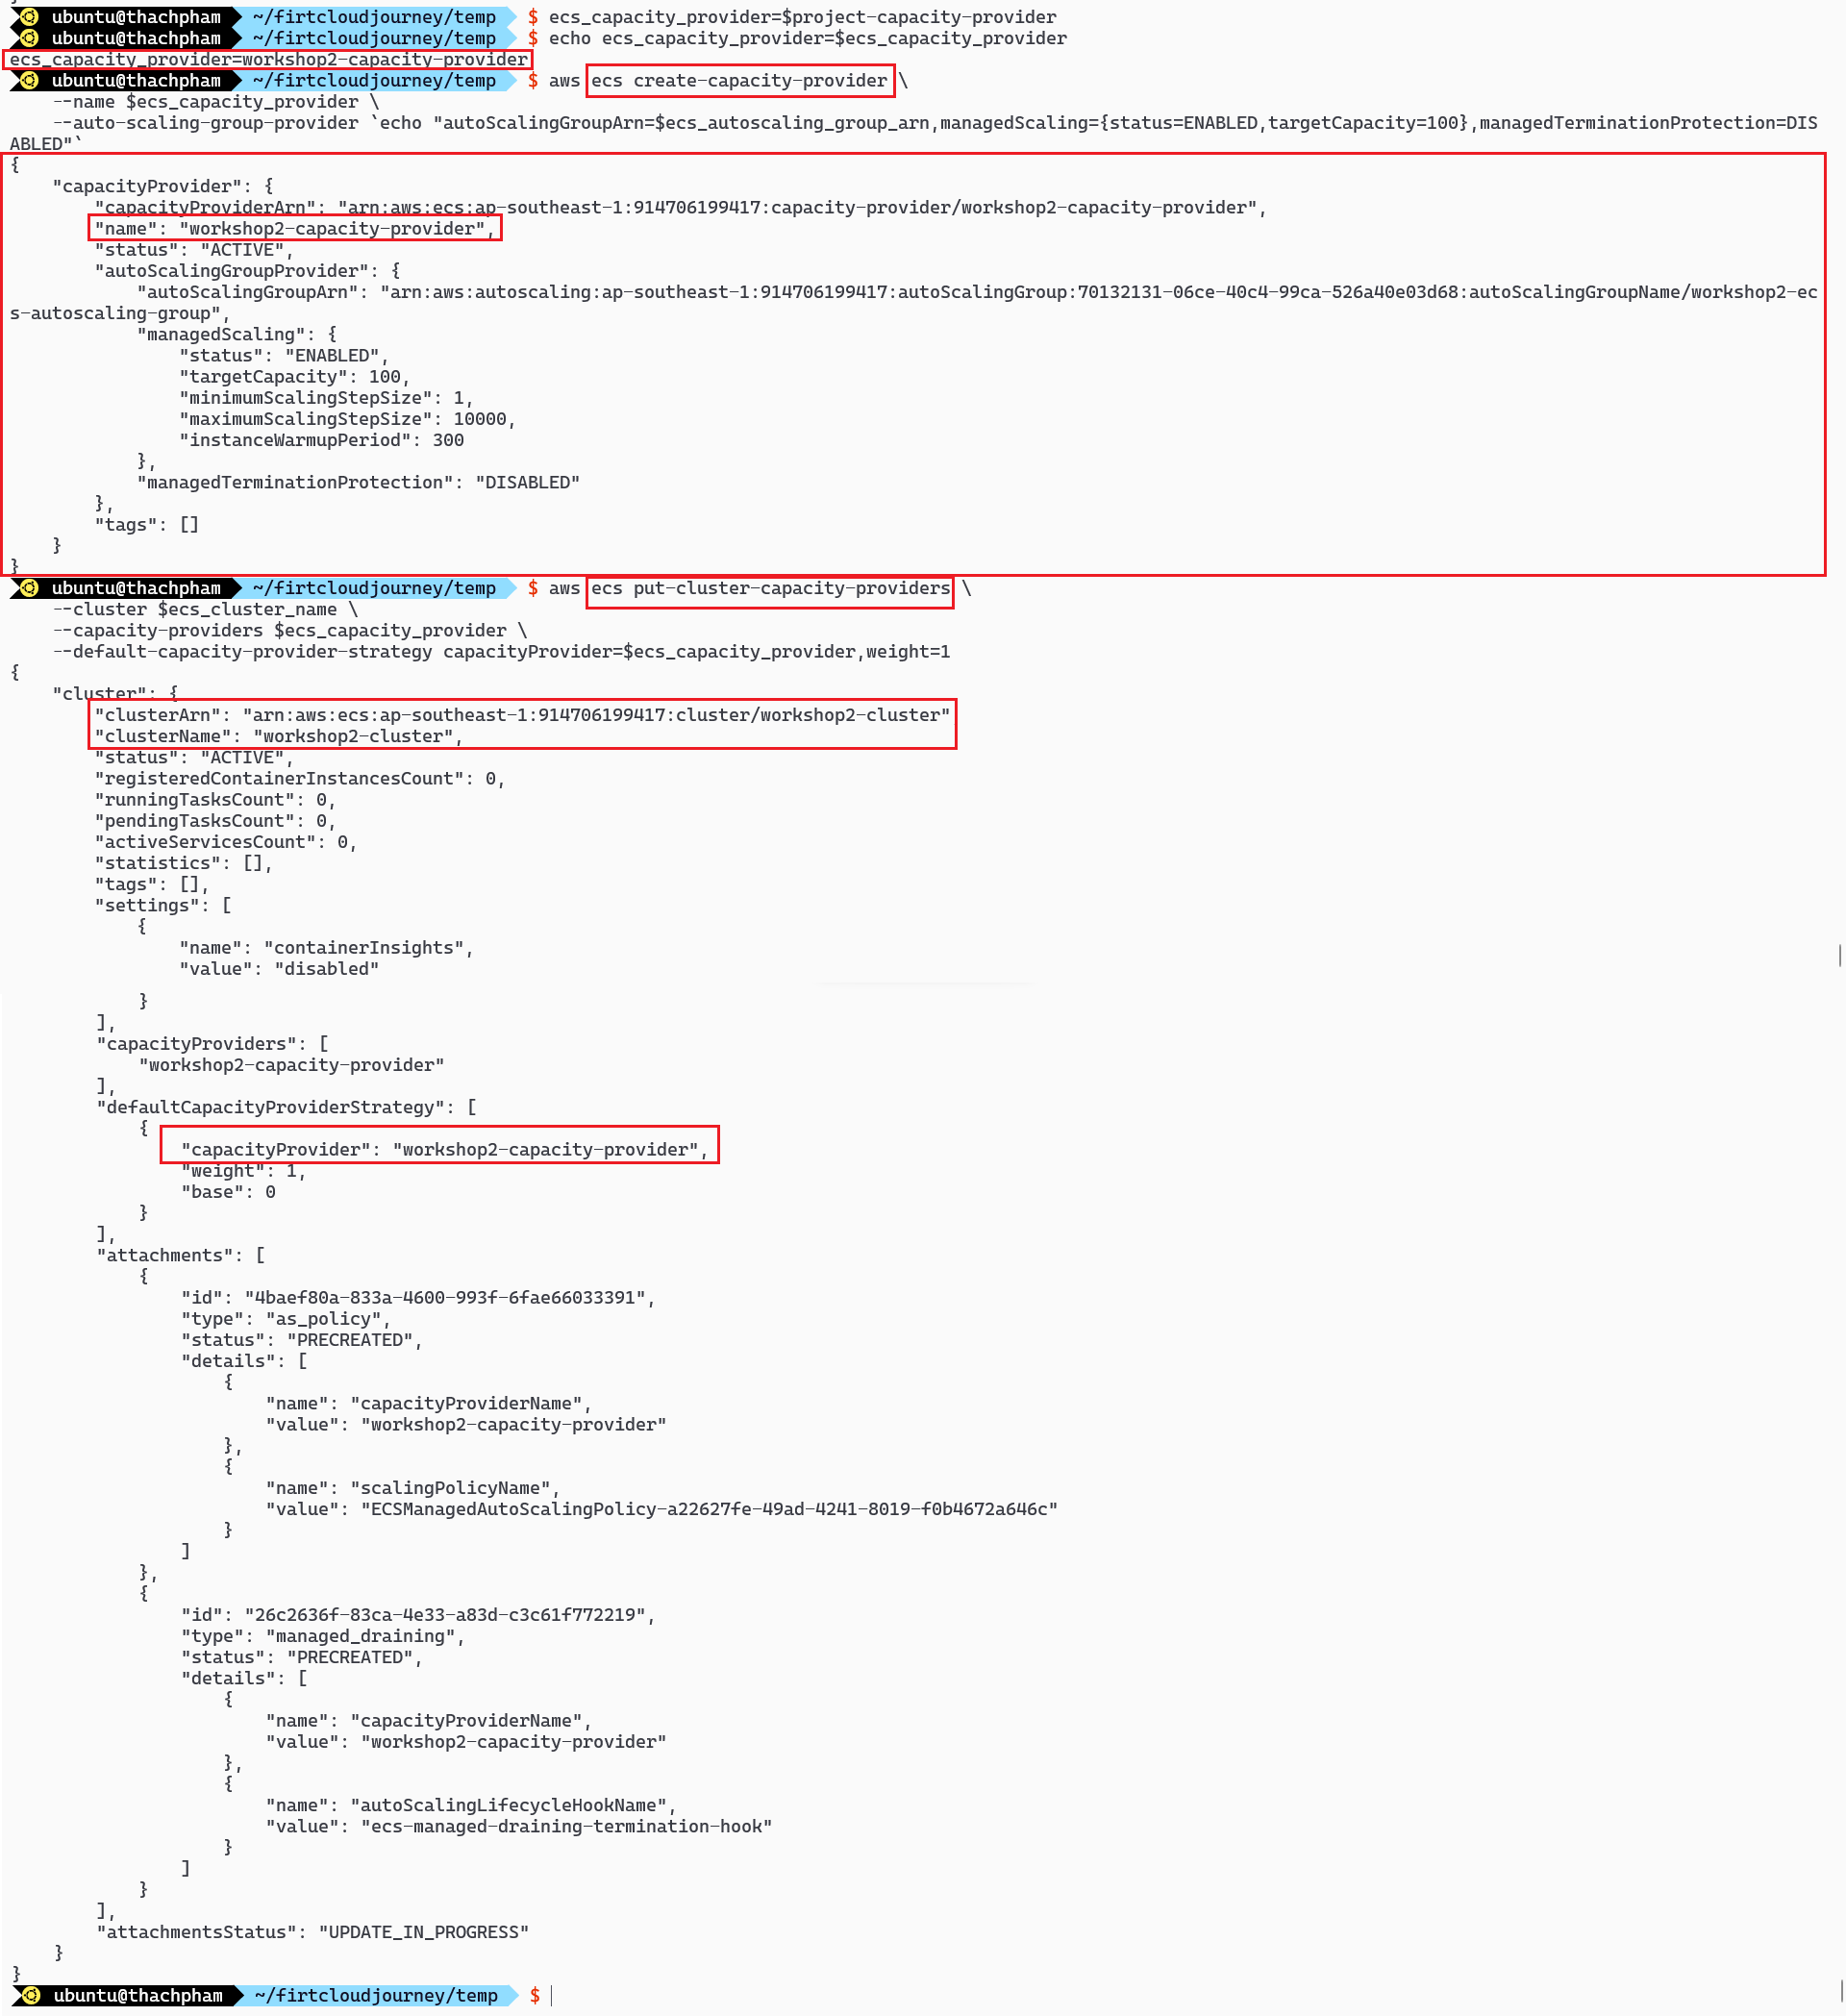 ubuntu@thachpham ~/firtcloudjourney/temp $ ecs_capacity_provider=$project-capacity-provider
ubuntu@thachpham ~/firtcloudjourney/temp $ echo ecs_capacity_provider=$ecs_capacity_provider
ecs_capacity_provider=workshop2-capacity-provider
ubuntu@thachpham ~/firtcloudjourney/temp $ aws ecs create-capacity-provider \
    --name $ecs_capacity_provider \
    --auto-scaling-group-provider `echo "autoScalingGroupArn=$ecs_autoscaling_group_arn,managedScaling={status=ENABLED,targetCapacity=100},managedTerminationProtection=DIS
ABLED"`
{
    "capacityProvider": {
        "capacityProviderArn": "arn:aws:ecs:ap-southeast-1:914706199417:capacity-provider/workshop2-capacity-provider",
        "name": "workshop2-capacity-provider",
        "status": "ACTIVE",
        "autoScalingGroupProvider": {
            "autoScalingGroupArn": "arn:aws:autoscaling:ap-southeast-1:914706199417:autoScalingGroup:70132131-06ce-40c4-99ca-526a40e03d68:autoScalingGroupName/workshop2-ec
s-autoscaling-group",
            "managedScaling": {
                "status": "ENABLED",
                "targetCapacity": 100,
                "minimumScalingStepSize": 1,
                "maximumScalingStepSize": 10000,
                "instanceWarmupPeriod": 300
            },
            "managedTerminationProtection": "DISABLED"
        },
        "tags": []
    }
}
ubuntu@thachpham ~/firtcloudjourney/temp $ aws ecs put-cluster-capacity-providers \
    --cluster $ecs_cluster_name \
    --capacity-providers $ecs_capacity_provider \
    --default-capacity-provider-strategy capacityProvider=$ecs_capacity_provider,weight=1
{
    "cluster": {
        "clusterArn": "arn:aws:ecs:ap-southeast-1:914706199417:cluster/workshop2-cluster"
        "clusterName": "workshop2-cluster",
        "status": "ACTIVE",
        "registeredContainerInstancesCount": 0,
        "runningTasksCount": 0,
        "pendingTasksCount": 0,
        "activeServicesCount": 0,
        "statistics": [],
        "tags": [],
        "settings": [
            {
                "name": "containerInsights",
                "value": "disabled"
            }
        ],
        "capacityProviders": [
            "workshop2-capacity-provider"
        ],
        "defaultCapacityProviderStrategy": [
            {
                "capacityProvider": "workshop2-capacity-provider",
                "weight": 1,
                "base": 0
            }
        ],
        "attachments": [
            {
                "id": "4baef80a-833a-4600-993f-6fae66033391",
                "type": "as_policy",
                "status": "PRECREATED",
                "details": [
                    {
                        "name": "capacityProviderName",
                        "value": "workshop2-capacity-provider"
                    },
                    {
                        "name": "scalingPolicyName",
                        "value": "ECSManagedAutoScalingPolicy-a22627fe-49ad-4241-8019-f0b4672a646c"
                    }
                ]
            },
            {
                "id": "26c2636f-83ca-4e33-a83d-c3c61f772219",
                "type": "managed_draining",
                "status": "PRECREATED",
                "details": [
                    {
                        "name": "capacityProviderName",
                        "value": "workshop2-capacity-provider"
                    },
                    {
                        "name": "autoScalingLifecycleHookName",
                        "value": "ecs-managed-draining-termination-hook"
                    }
                ]
            }
        ],
        "attachmentsStatus": "UPDATE_IN_PROGRESS"
    }
}
ubuntu@thachpham ~/firtcloudjourney/temp $